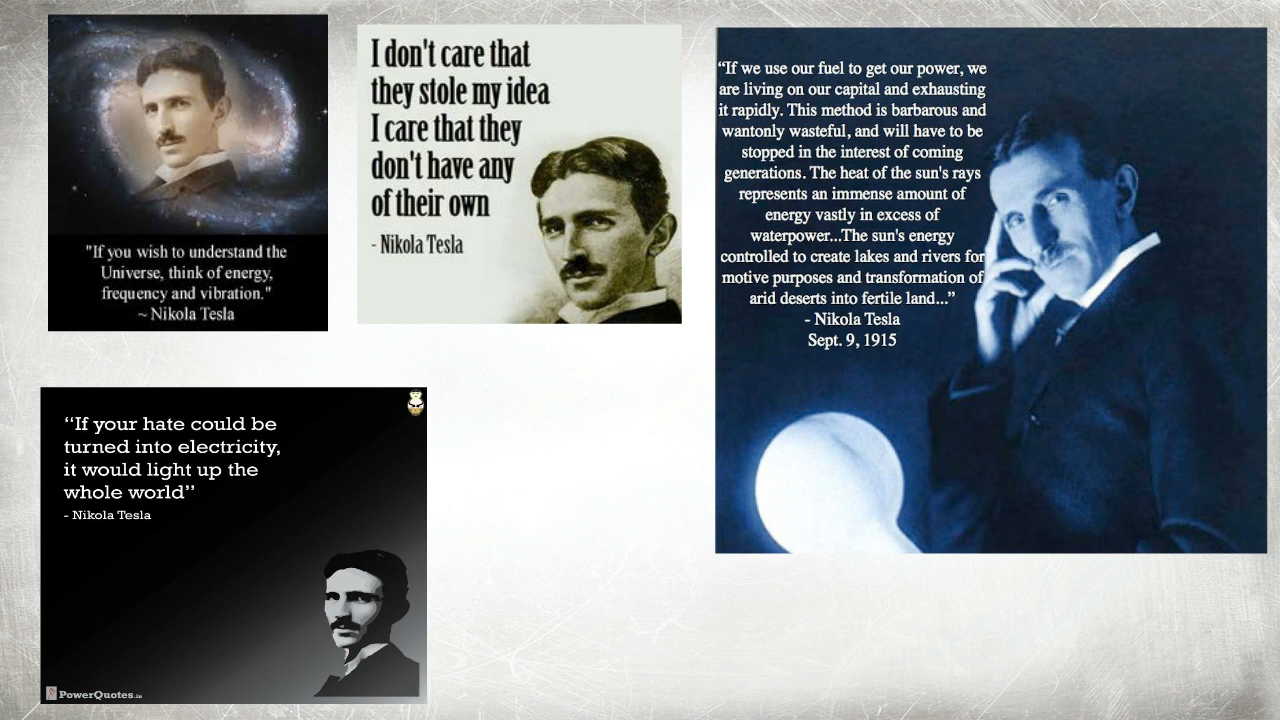 "If you wish to understand the
Universe, think of energy,
frequency and vibration."
~ Nikola Tesla
I don't care that
they stole my idea
I care that they
don't have any
of their own
- Nikola Tesla
“If we use our fuel to get our power, we
are living on our capital and exhausting
it rapidly. This method is barbarous and
wantonly wasteful, and will have to be
stopped in the interest of coming
generations. The heat of the sun's rays
represents an immense amount of
energy vastly in excess of
waterpower...The sun's energy
controlled to create lakes and rivers for
motive purposes and transformation of
arid deserts into fertile land...”
- Nikola Tesla
Sept. 9, 1915
“If your hate could be
turned into electricity,
it would light up the
whole world”
- Nikola Tesla
PowerQuotes.in